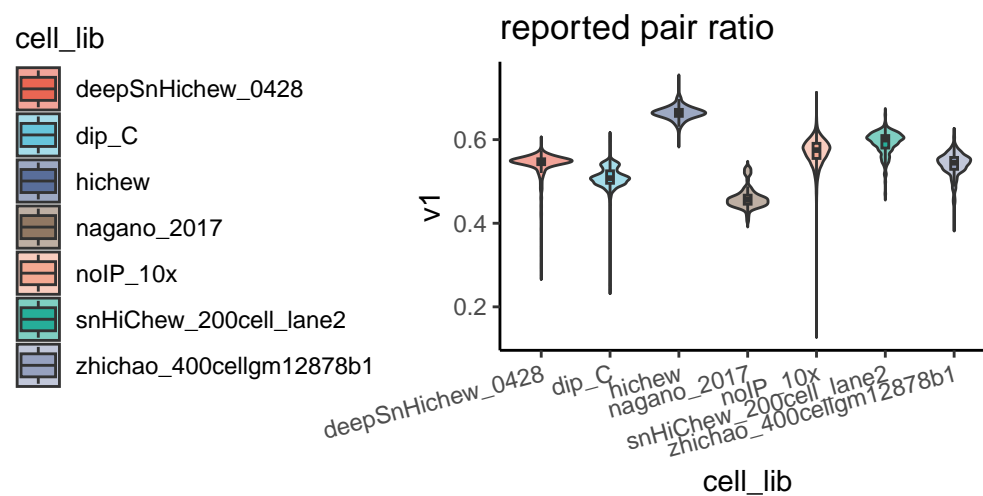 cell_lib
deepSnHichew_0428
dip_C
hichew
nagano_2017
noIP_10x
snHiChew_200cell_lane2
zhichao_400cellgm12878b1
reported pair ratio
v1
0.6
0.4
0.2
deepSnHichew_0428
dip_C
hichew
nagano_2017
noIP_10x
snHiChew_200cell_lane2
zhichao_400cellgm12878b1
cell_lib